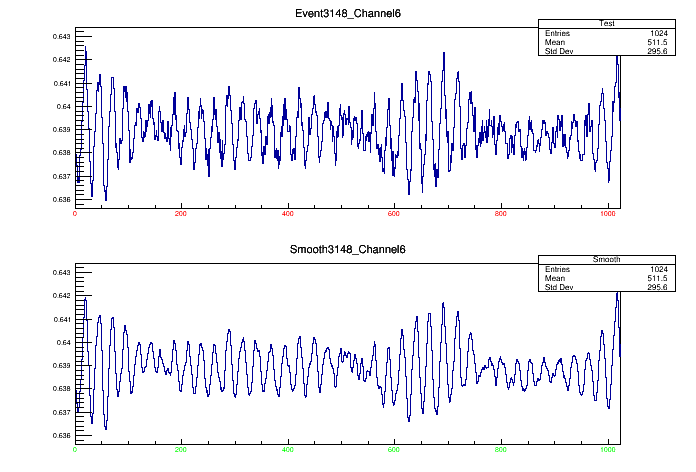 Event3148_Channel6
Test
Entries 1024
Mean 511.5
Std Dev 295.6
0.643
0.642
0.641
0.64
0.639
0.638
0.637
0.636
0 200 400 600 800 1000
Smooth3148_Channel6
Smooth
Entries 1024
Mean 511.5
Std Dev 295.6
0.643
0.642
0.641
0.64
0.639
0.638
0.637
0.636
0 200 400 600 800 1000